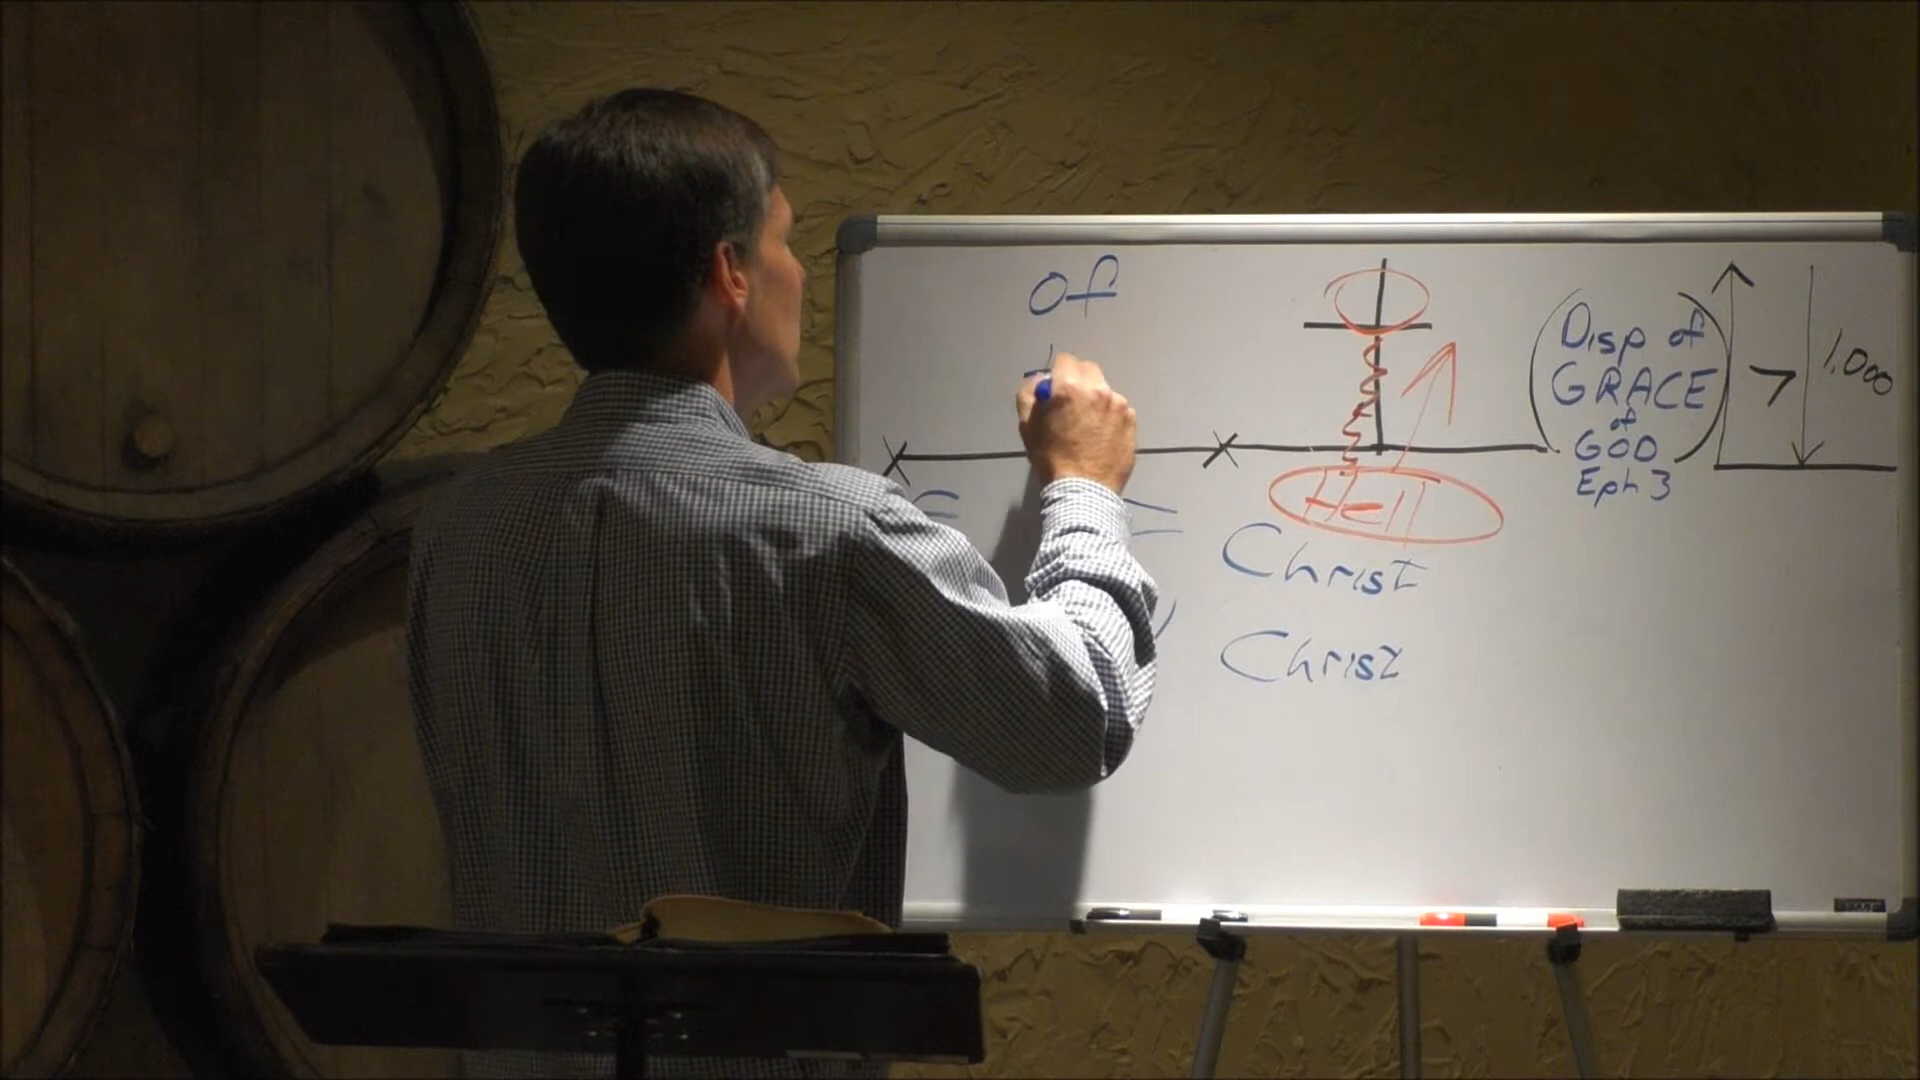 of
Disp of
GRACE
of
GOD
Eph 3
>
1,000
Hell
= Christ
Christ